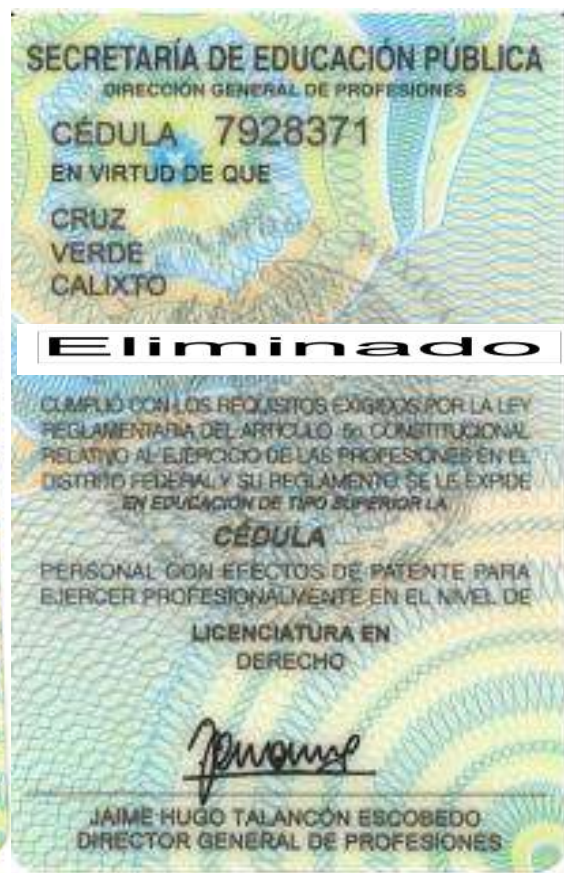 SECRETARÍA DE EDUCACIÓN PÚBLICA
DIRECCIÓN GENERAL DE PROFESIONES
CÉDULA 7928371
EN VIRTUD DE QUE
CRUZ
VERDE
CALIXTO
Eliminado
CUMPLIÓ CON LOS REQUISITOS EXIGIDOS POR LA LEY
REGLAMENTARIA DEL ARTÍCULO 5o. CONSTITUCIONAL
RELATIVO AL EJERCICIO DE LAS PROFESIONES EN EL
DISTRITO FEDERAL Y SU REGLAMENTO, SE LE EXPIDE
EN EDUCACIÓN DE TIPO SUPERIOR LA
CÉDULA
PERSONAL CON EFECTOS DE PATENTE PARA
EJERCER PROFESIONALMENTE EN EL NIVEL DE
LICENCIATURA EN
DERECHO
JAIME HUGO TALANCÓN ESCOBEDO
DIRECTOR GENERAL DE PROFESIONES